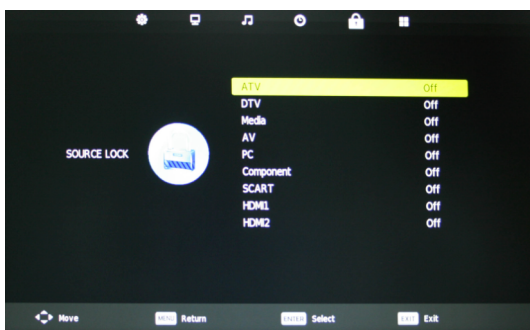 ATV Off
DTV Off
Media Off
AV Off
SOURCE LOCK
PC Off
Component Off
SCART Off
HDMI1 Off
HDMI2 Off
Move MENU Return ENTER Select EXIT Exit